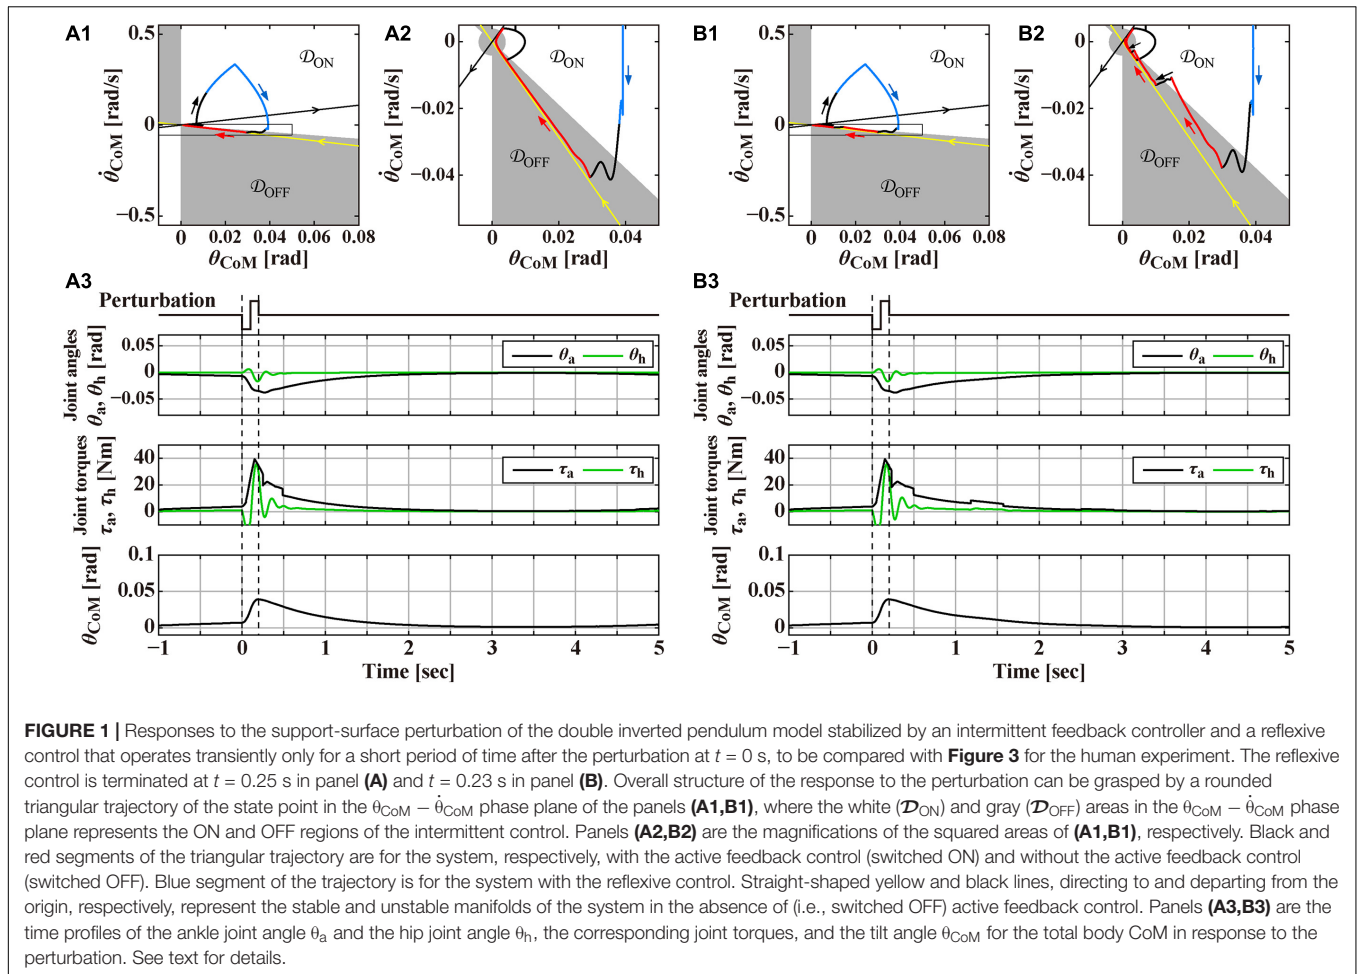 A1
0.5
0
−0.5
θ̇CoM [rad/s]
𝒟ON
𝒟OFF
0 0.02 0.04 0.06 0.08
θCoM [rad]
A2
0
−0.02
−0.04
θ̇CoM [rad/s]
𝒟ON
𝒟OFF
0 0.02 0.04
θCoM [rad]
B1
0.5
0
−0.5
θ̇CoM [rad/s]
𝒟ON
𝒟OFF
0 0.02 0.04 0.06 0.08
θCoM [rad]
B2
0
−0.02
−0.04
θ̇CoM [rad/s]
𝒟ON
𝒟OFF
0 0.02 0.04
θCoM [rad]
A3
Perturbation
Joint angles
θa, θh [rad]
0.05
0
−0.05
θa θh
Joint torques
τa, τh [Nm]
40
20
0
τa τh
θCoM [rad]
0.1
0.05
0
−1 0 1 2 3 4 5
Time [sec]
B3
Perturbation
Joint angles
θa, θh [rad]
0.05
0
−0.05
θa θh
Joint torques
τa, τh [Nm]
40
20
0
τa τh
θCoM [rad]
0.1
0.05
0
−1 0 1 2 3 4 5
Time [sec]
FIGURE 1 | Responses to the support-surface perturbation of the double inverted pendulum model stabilized by an intermittent feedback controller and a reflexive
control that operates transiently only for a short period of time after the perturbation at t = 0 s, to be compared with Figure 3 for the human experiment. The reflexive
control is terminated at t = 0.25 s in panel (A) and t = 0.23 s in panel (B). Overall structure of the response to the perturbation can be grasped by a rounded
triangular trajectory of the state point in the θCoM − θ̇CoM phase plane of the panels (A1,B1), where the white (𝒟ON) and gray (𝒟OFF) areas in the θCoM − θ̇CoM phase
plane represents the ON and OFF regions of the intermittent control. Panels (A2,B2) are the magnifications of the squared areas of (A1,B1), respectively. Black and
red segments of the triangular trajectory are for the system, respectively, with the active feedback control (switched ON) and without the active feedback control
(switched OFF). Blue segment of the trajectory is for the system with the reflexive control. Straight-shaped yellow and black lines, directing to and departing from the
origin, respectively, represent the stable and unstable manifolds of the system in the absence of (i.e., switched OFF) active feedback control. Panels (A3,B3) are the
time profiles of the ankle joint angle θa and the hip joint angle θh, the corresponding joint torques, and the tilt angle θCoM for the total body CoM in response to the
perturbation. See text for details.